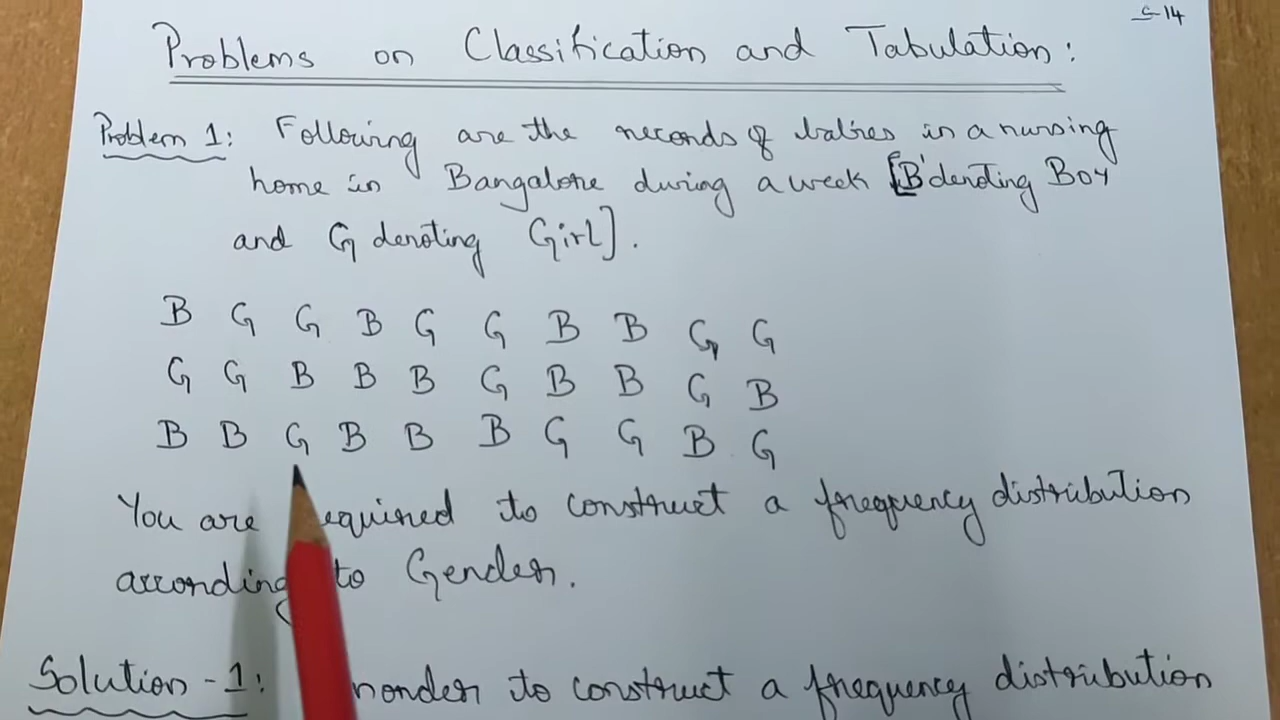 S-14
Problems on Classification and Tabulation:
Problem 1: Following are the records of babies in a nursing
home in Bangalore during a week ['B' denoting Boy
and G denoting Girl].
B G G B G G B B G G
G G B B B G B B G B
B B G B B B G G B G
You are required to construct a frequency distribution
according to Gender.
Solution-1: In order to construct a frequency distribution